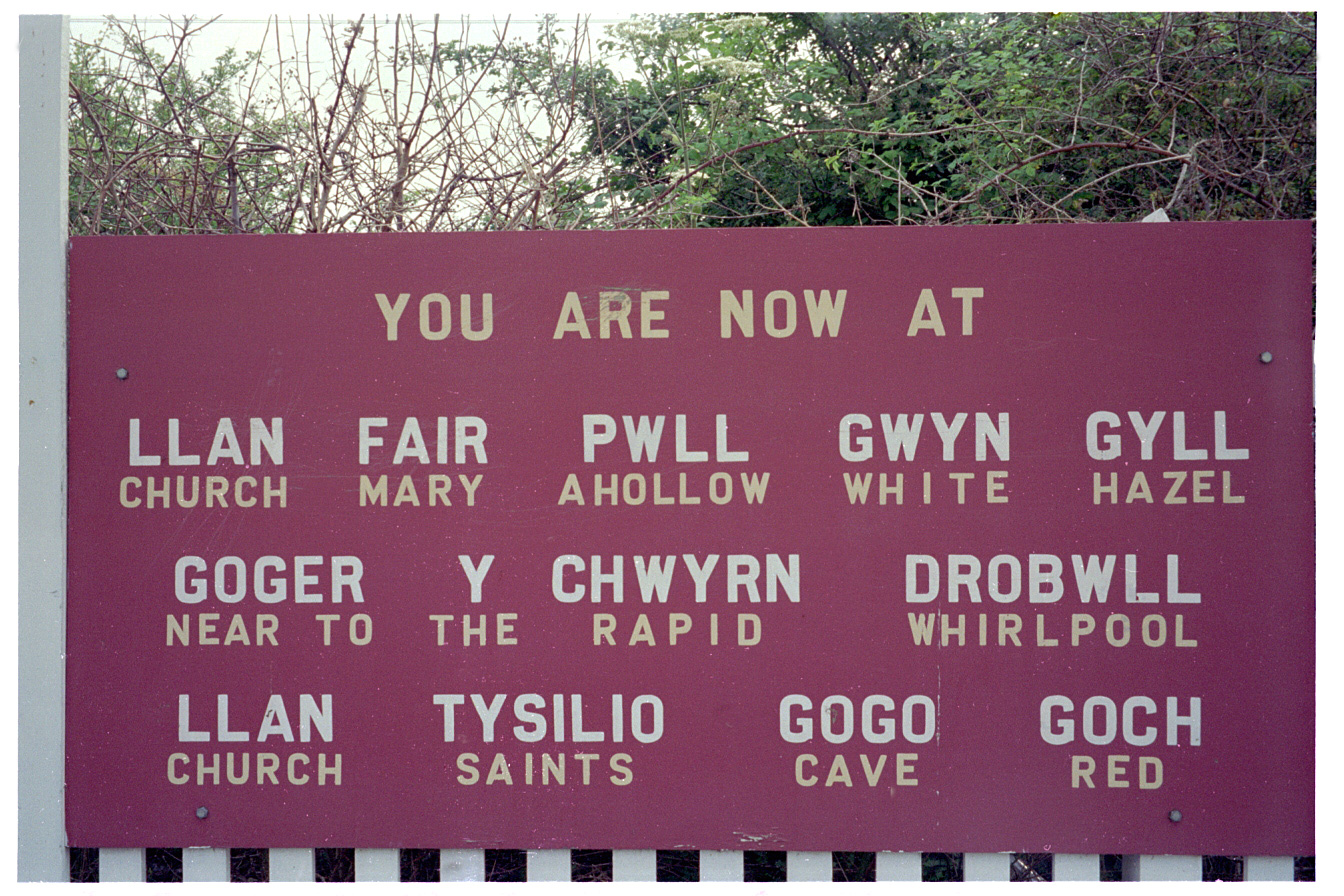 YOU ARE NOW AT
LLAN FAIR PWLL GWYN GYLL
CHURCH MARY A HOLLOW WHITE HAZEL
GOGER Y CHWYRN DROBWLL
NEAR TO THE RAPID WHIRLPOOL
LLAN TYSILIO GOGO GOCH
CHURCH SAINTS CAVE RED